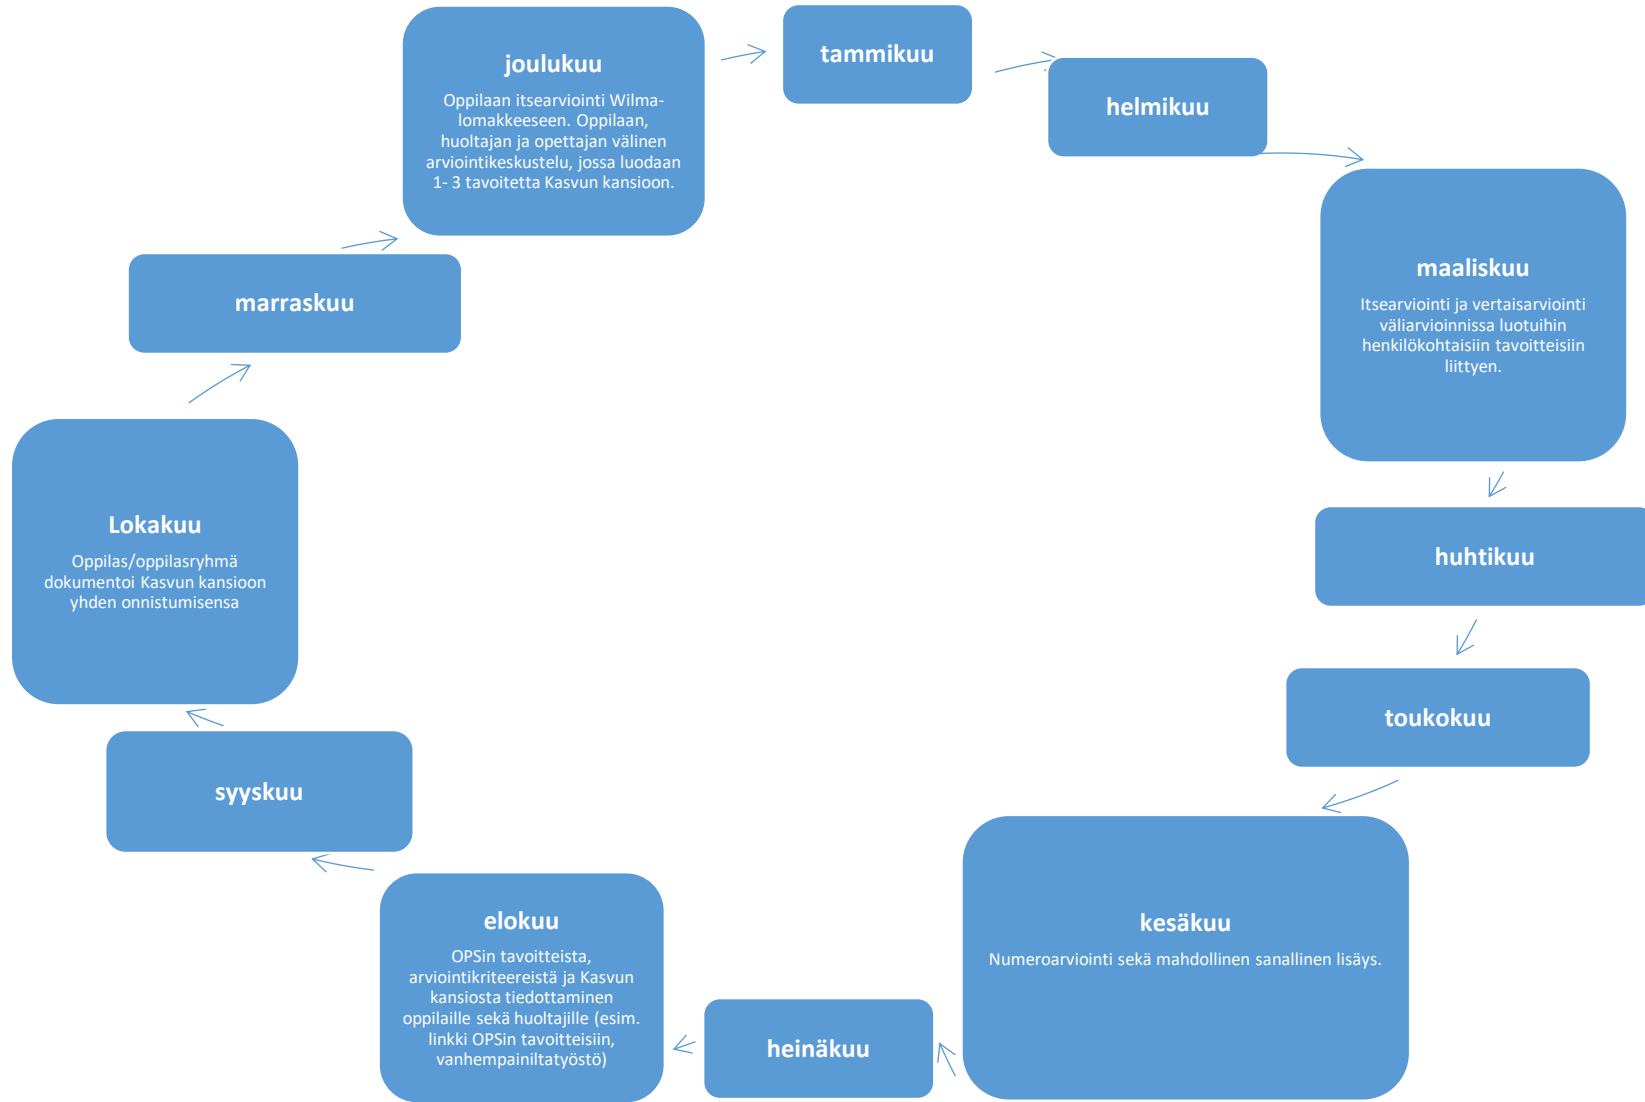 tammikuu
helmikuu
maaliskuu
Itsearviointi ja vertaisarviointi
väliarvioinnissa luotuihin
henkilökohtaisiin tavoitteisiin
liittyen.
huhtikuu
toukokuu
kesäkuu
Numeroarviointi sekä mahdollinen sanallinen lisäys.
heinäkuu
elokuu
OPSin tavoitteista,
arviointikriteereistä ja Kasvun
kansiosta tiedottaminen
oppilaille sekä huoltajille (esim.
linkki OPSin tavoitteisiin,
vanhempainiltatyöstö)
syyskuu
Lokakuu
Oppilas/oppilasryhmä
dokumentoi Kasvun kansioon
yhden onnistumisensa
marraskuu
joulukuu
Oppilaan itsearviointi Wilma-
lomakkeeseen. Oppilaan,
huoltajan ja opettajan välinen
arviointikeskustelu, jossa luodaan
1- 3 tavoitetta Kasvun kansioon.